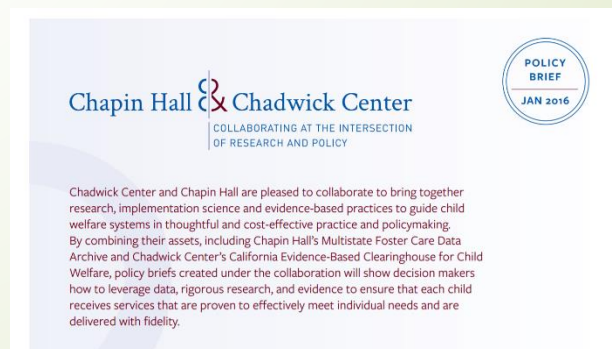 POLICY
BRIEF
JAN 2016
Chapin Hall & Chadwick Center
COLLABORATING AT THE INTERSECTION
OF RESEARCH AND POLICY
Chadwick Center and Chapin Hall are pleased to collaborate to bring together
research, implementation science and evidence-based practices to guide child
welfare systems in thoughtful and cost-effective practice and policymaking.
By combining their assets, including Chapin Hall's Multistate Foster Care Data
Archive and Chadwick Center's California Evidence-Based Clearinghouse for Child
Welfare, policy briefs created under the collaboration will show decision makers
how to leverage data, rigorous research, and evidence to ensure that each child
receives services that are proven to effectively meet individual needs and are
delivered with fidelity.